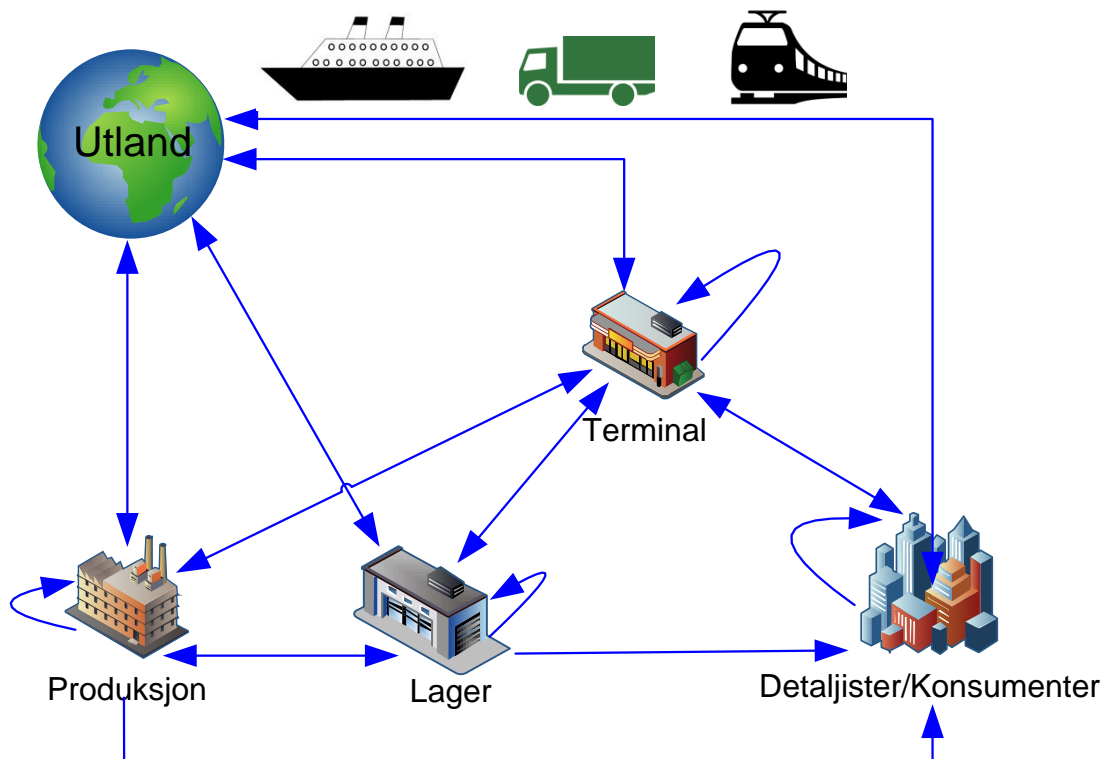 Utland
Terminal
Produksjon
Lager
Detaljister/Konsumenter